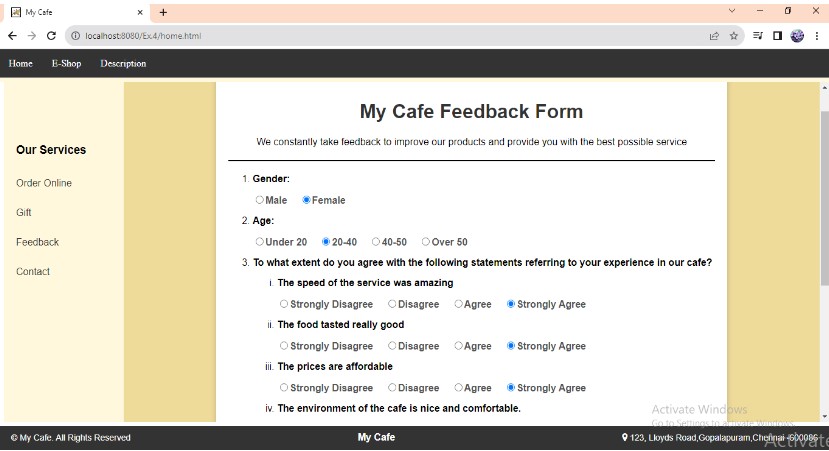 My Cafe
localhost:8080/Ex4/home.html
Home E-Shop Description
My Cafe Feedback Form
We constantly take feedback to improve our products and provide you with the best possible service
Our Services
Order Online
Gift
Feedback
Contact
1. Gender:
Male Female
2. Age:
Under 20 20-40 40-50 Over 50
3. To what extent do you agree with the following statements referring to your experience in our cafe?
i. The speed of the service was amazing
Strongly Disagree Disagree Agree Strongly Agree
ii. The food tasted really good
Strongly Disagree Disagree Agree Strongly Agree
iii. The prices are affordable
Strongly Disagree Disagree Agree Strongly Agree
iv. The environment of the cafe is nice and comfortable.
Activate Windows
Go to Settings to activate Windows.
© My Cafe. All Rights Reserved My Cafe 123, Lloyds Road,Gopalapuram,Chennai -600086
Activate